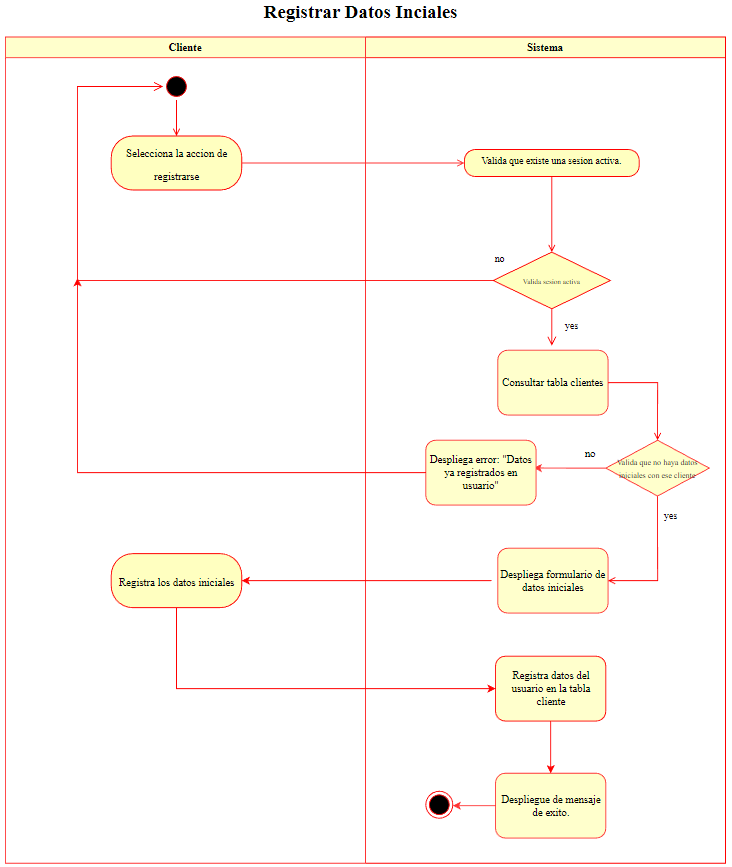 Registrar Datos Inciales
Cliente
Sistema
Selecciona la accion de
registrarse
Valida que existe una sesion activa.
no
Valida sesion activa
yes
Consultar tabla clientes
no
Valida que no haya datos
iniciales con ese cliente
Despliega error: "Datos
ya registrados en
usuario"
yes
Registra los datos iniciales
Despliega formulario de
datos iniciales
Registra datos del
usuario en la tabla
cliente
Despliegue de mensaje
de exito.